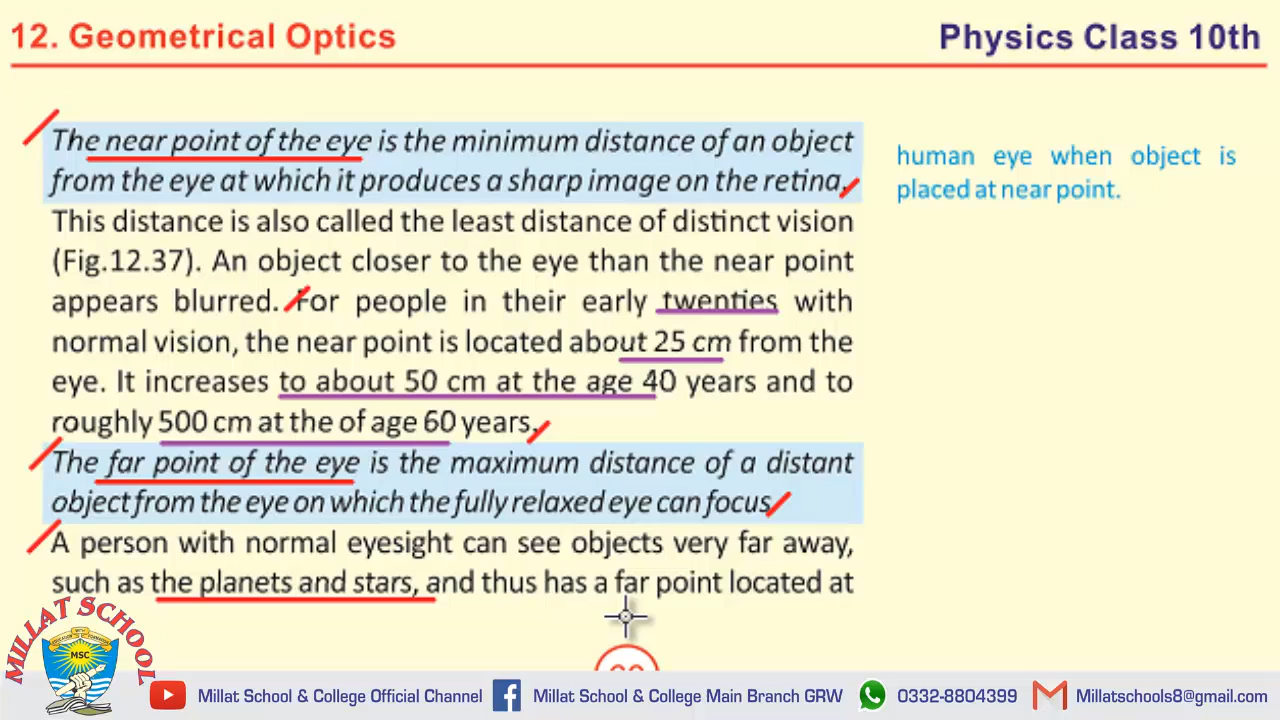 12. Geometrical Optics
Physics Class 10th
The near point of the eye is the minimum distance of an object
from the eye at which it produces a sharp image on the retina.
This distance is also called the least distance of distinct vision
(Fig.12.37). An object closer to the eye than the near point
appears blurred. For people in their early twenties with
normal vision, the near point is located about 25 cm from the
eye. It increases to about 50 cm at the age 40 years and to
roughly 500 cm at the of age 60 years.
The far point of the eye is the maximum distance of a distant
object from the eye on which the fully relaxed eye can focus.
A person with normal eyesight can see objects very far away,
such as the planets and stars, and thus has a far point located at
human eye when object is
placed at near point.
MILLAT SCHOOL
MSC
Millat School & College Official Channel
Millat School & College Main Branch GRW
0332-8804399
Millatschools8@gmail.com